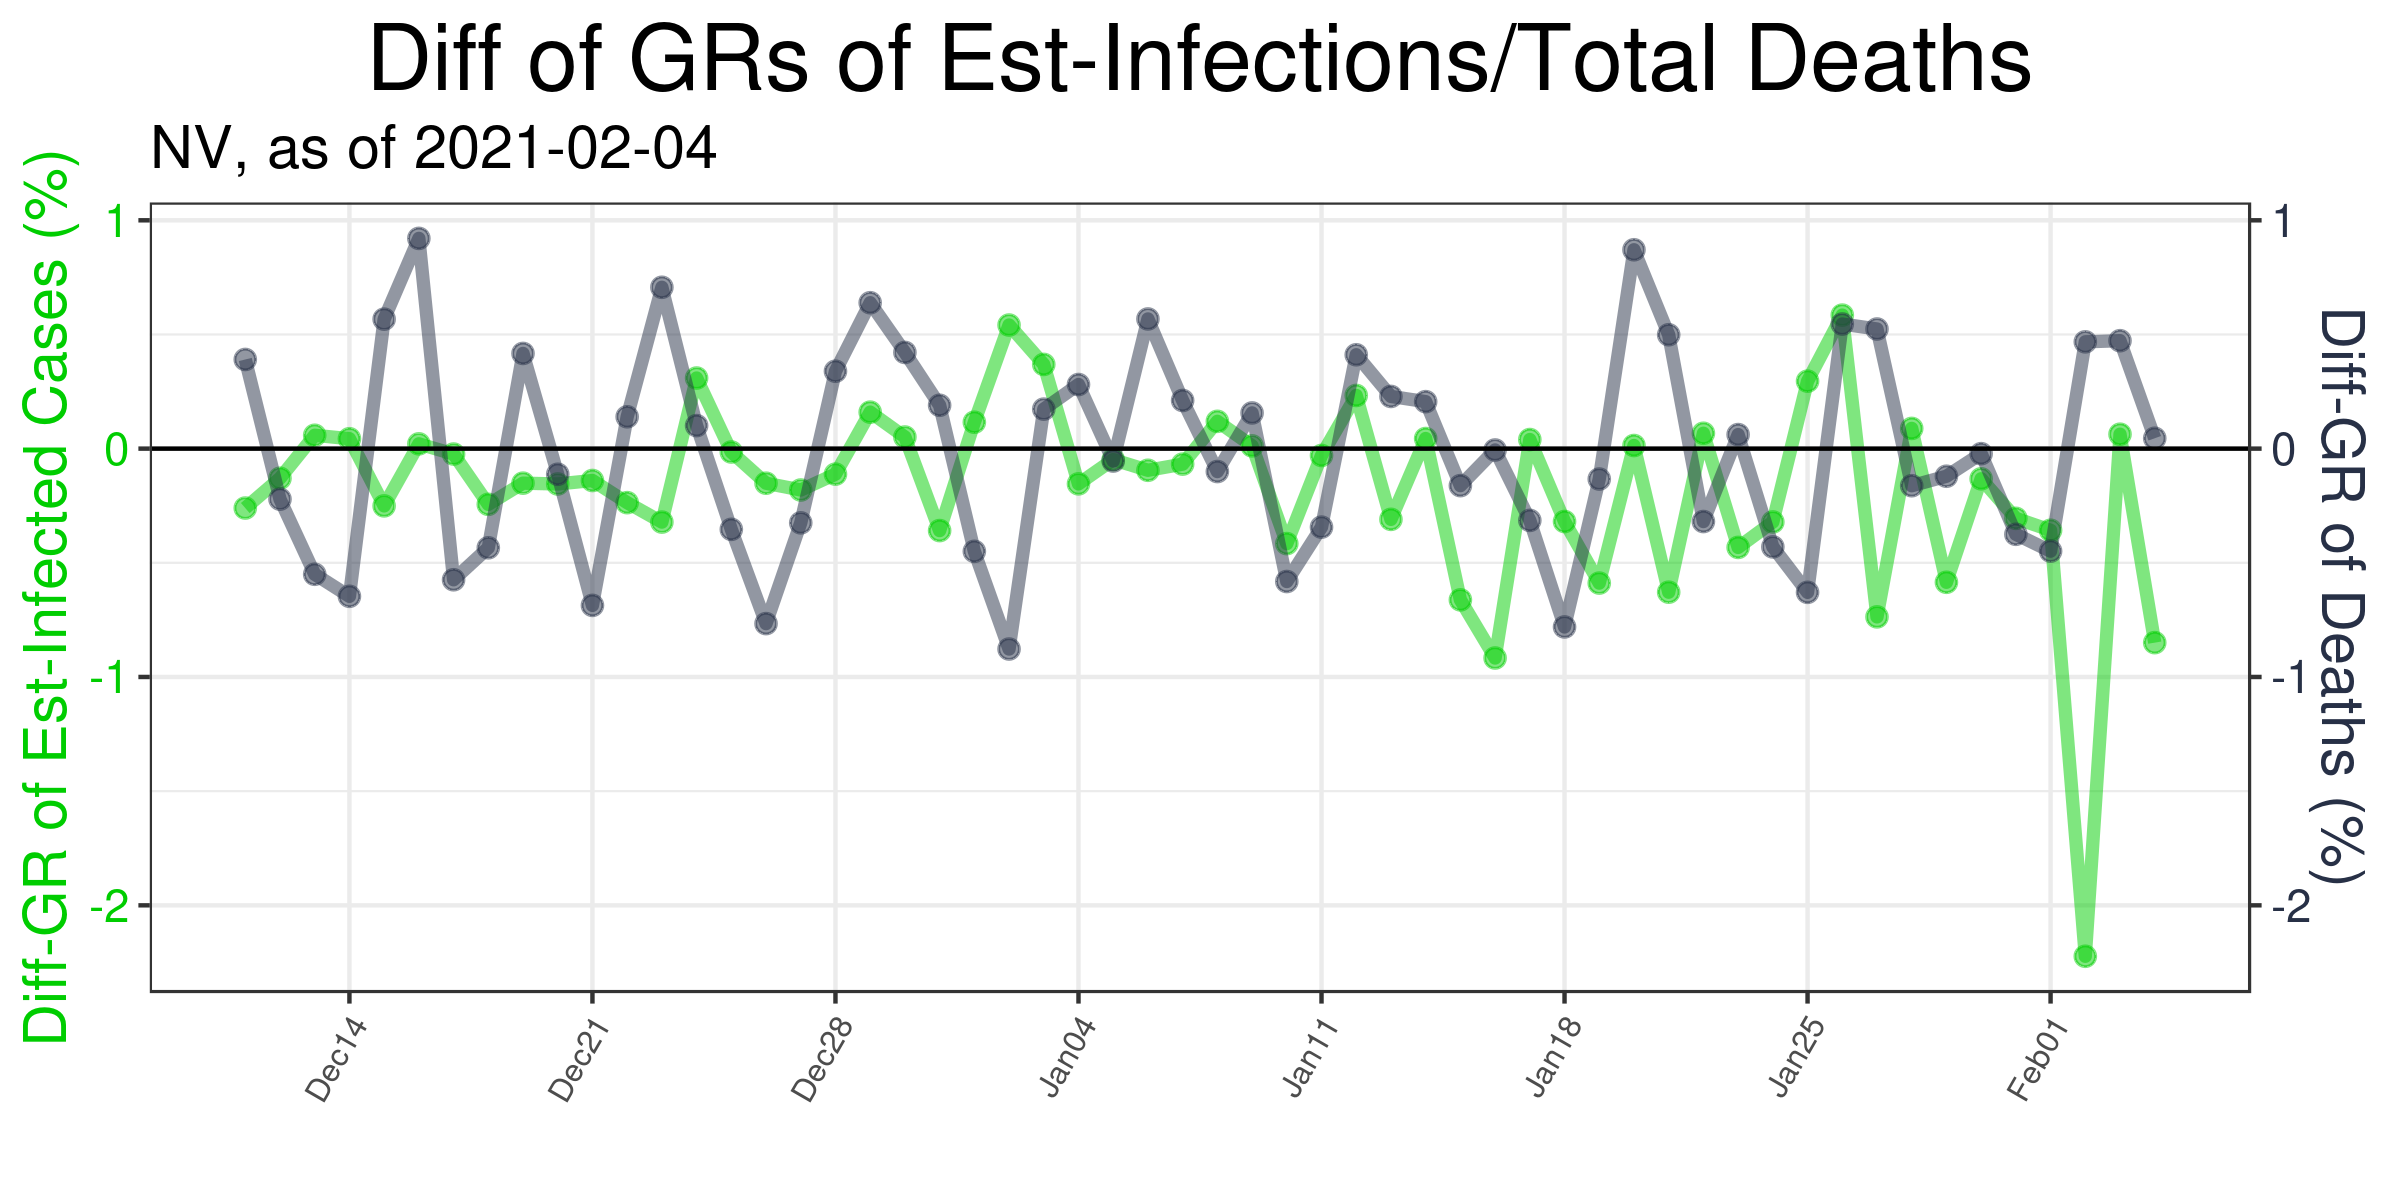 Diff of GRs of Est-Infections/Total Deaths
NV, as of 2021-02-04
Diff-GR of Est-Infected Cases (%)
1
0
-1
-2
1
0
-1
-2
Diff-GR of Deaths (%)
Dec14
Dec21
Dec28
Jan04
Jan11
Jan18
Jan25
Feb01